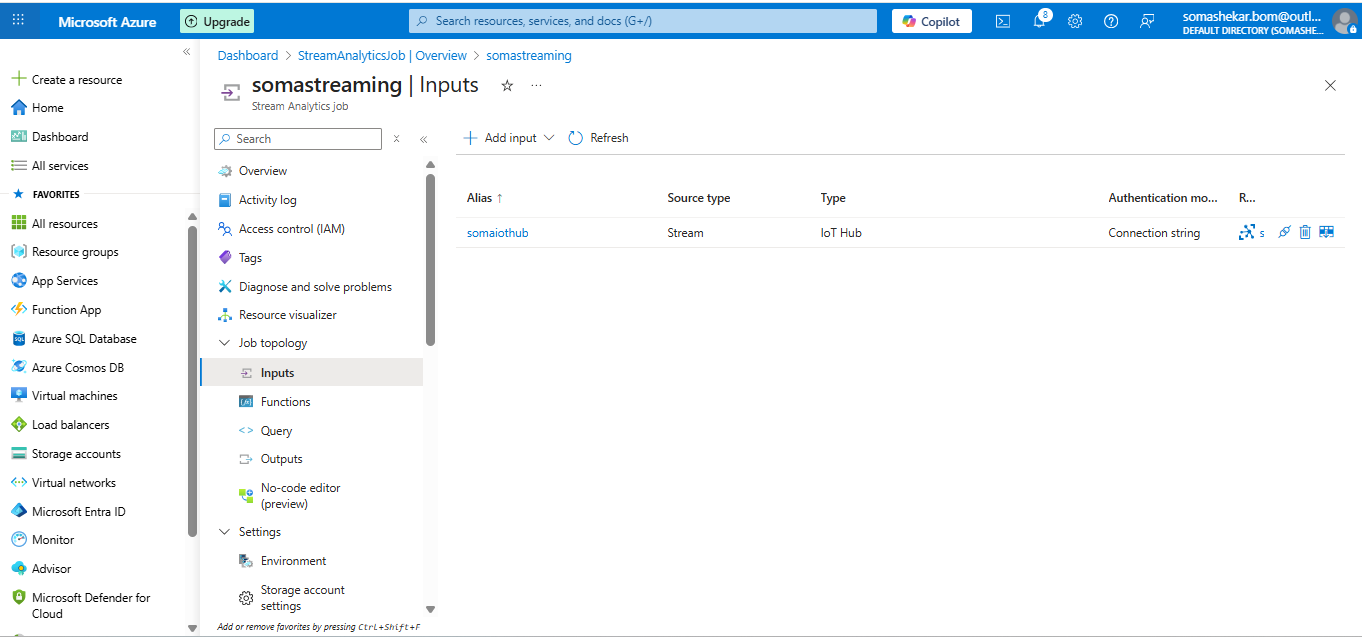 Microsoft Azure
Upgrade
Search resources, services, and docs (G+/)
Copilot
8
somashekar.bom@outl...
DEFAULT DIRECTORY (SOMASHE...
Create a resource
Home
Dashboard
All services
FAVORITES
All resources
Resource groups
App Services
Function App
Azure SQL Database
Azure Cosmos DB
Virtual machines
Load balancers
Storage accounts
Virtual networks
Microsoft Entra ID
Monitor
Advisor
Microsoft Defender for
Cloud
Dashboard > StreamAnalyticsJob | Overview > somastreaming
somastreaming | Inputs
Stream Analytics job
Search
Overview
Activity log
Access control (IAM)
Tags
Diagnose and solve problems
Resource visualizer
Job topology
Inputs
Functions
Query
Outputs
No-code editor
(preview)
Settings
Environment
Storage account
settings
Add or remove favorites by pressing Ctrl+Shift+F
Add input
Refresh
Alias ↑ Source type Type Authentication mo... R...
somaiothub Stream IoT Hub Connection string s